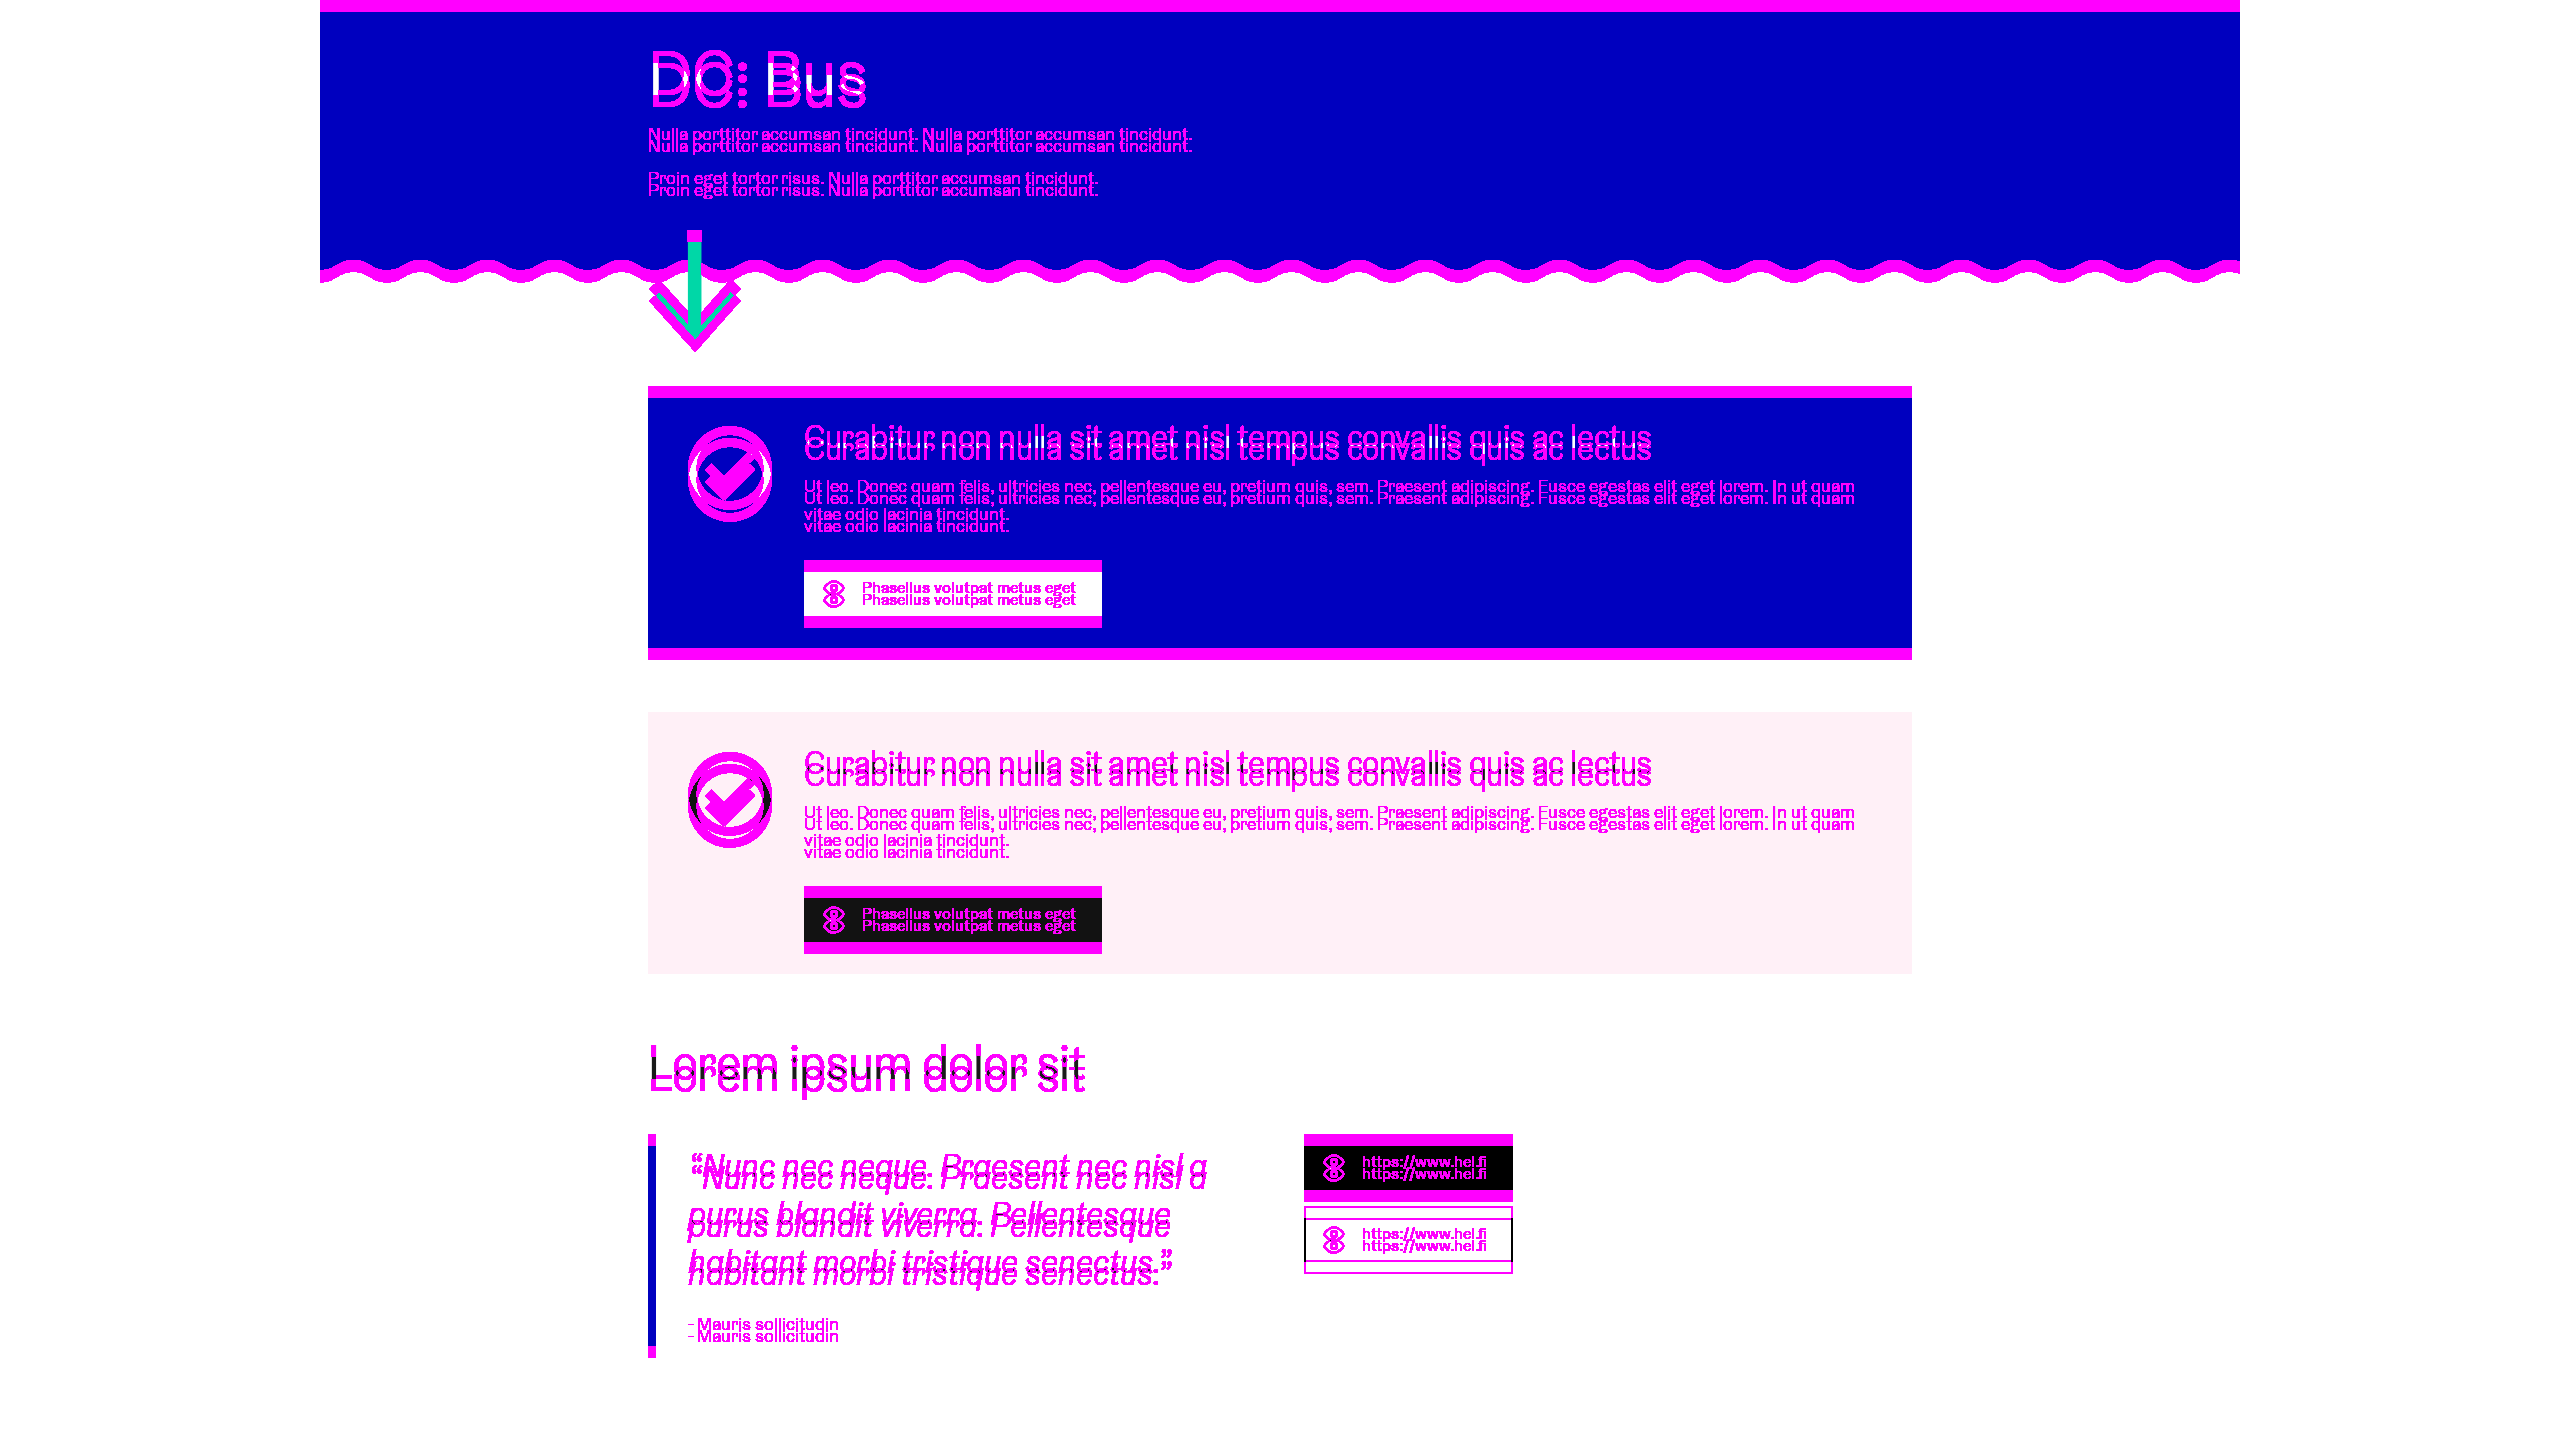 DC: Bus
Nulla porttitor accumsan tincidunt. Nulla porttitor accumsan tincidunt.
Proin eget tortor risus. Nulla porttitor accumsan tincidunt.
Curabitur non nulla sit amet nisl tempus convallis quis ac lectus
Ut leo. Donec quam felis, ultricies nec, pellentesque eu, pretium quis, sem. Praesent adipiscing. Fusce egestas elit eget lorem. In ut quam
vitae odio lacinia tincidunt.
Phasellus volutpat metus eget
Curabitur non nulla sit amet nisl tempus convallis quis ac lectus
Ut leo. Donec quam felis, ultricies nec, pellentesque eu, pretium quis, sem. Praesent adipiscing. Fusce egestas elit eget lorem. In ut quam
vitae odio lacinia tincidunt.
Phasellus volutpat metus eget
Lorem ipsum dolor sit
“Nunc nec neque. Praesent nec nisl a
purus blandit viverra. Pellentesque
habitant morbi tristique senectus.”
- Mauris sollicitudin
https://www.hel.fi
https://www.hel.fi